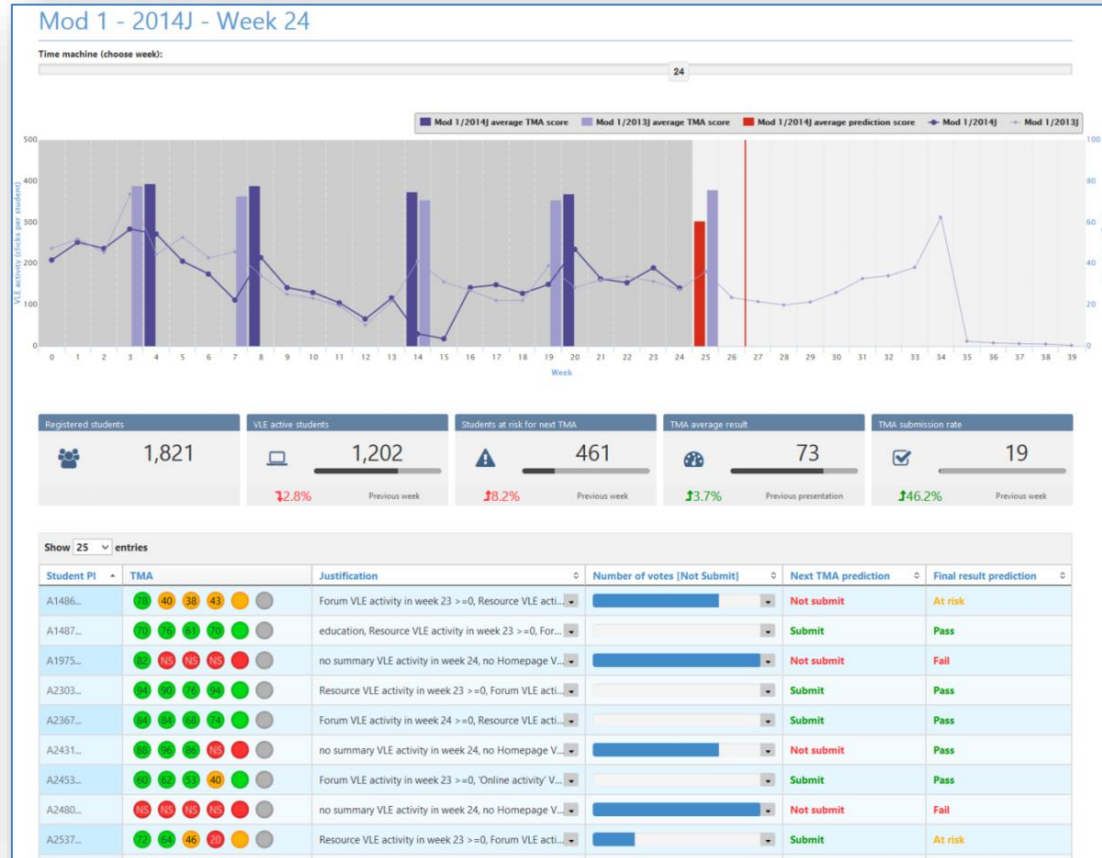 Mod 1 - 2014J - Week 24
Time machine (choose week):
24
Mod 1/2014J average TMA score Mod 1/2013J average TMA score Mod 1/2014J average prediction score Mod 1/2014J Mod 1/2013J
500 100
400 80
300 60
200 40
100 20
0 0
VLE activity (clicks per student)
0 1 2 3 4 5 6 7 8 9 10 11 12 13 14 15 16 17 18 19 20 21 22 23 24 25 26 27 28 29 30 31 32 33 34 35 36 37 38 39
Week
Registered students VLE active students Students at risk for next TMA TMA average result TMA submission rate
1,821 1,202 461 73 19
2.8% Previous week 8.2% Previous week 3.7% Previous presentation 46.2% Previous week
Show 25 entries
Student PI TMA Justification Number of votes [Not Submit] Next TMA prediction Final result prediction
A1486... 78 40 38 43 Forum VLE activity in week 23 >=0, Resource VLE acti... Not submit At risk
A1487... 70 76 61 70 education, Resource VLE activity in week 23 >=0, For... Submit Pass
A1975... 82 NS NS NS no summary VLE activity in week 24, no Homepage V... Not submit Fail
A2303... 94 90 76 94 Resource VLE activity in week 23 >=0, Forum VLE acti... Submit Pass
A2367... 84 84 68 74 Forum VLE activity in week 24 >=0, Resource VLE acti... Submit Pass
A2431... 88 96 86 NS no summary VLE activity in week 24, no Homepage V... Not submit Pass
A2453... 60 62 53 40 Forum VLE activity in week 23 >=0, 'Online activity' V... Submit Pass
A2480... NS NS NS NS no summary VLE activity in week 24, no Homepage V... Not submit Fail
A2537... 72 64 46 20 Resource VLE activity in week 23 >=0, Forum VLE acti... Submit At risk